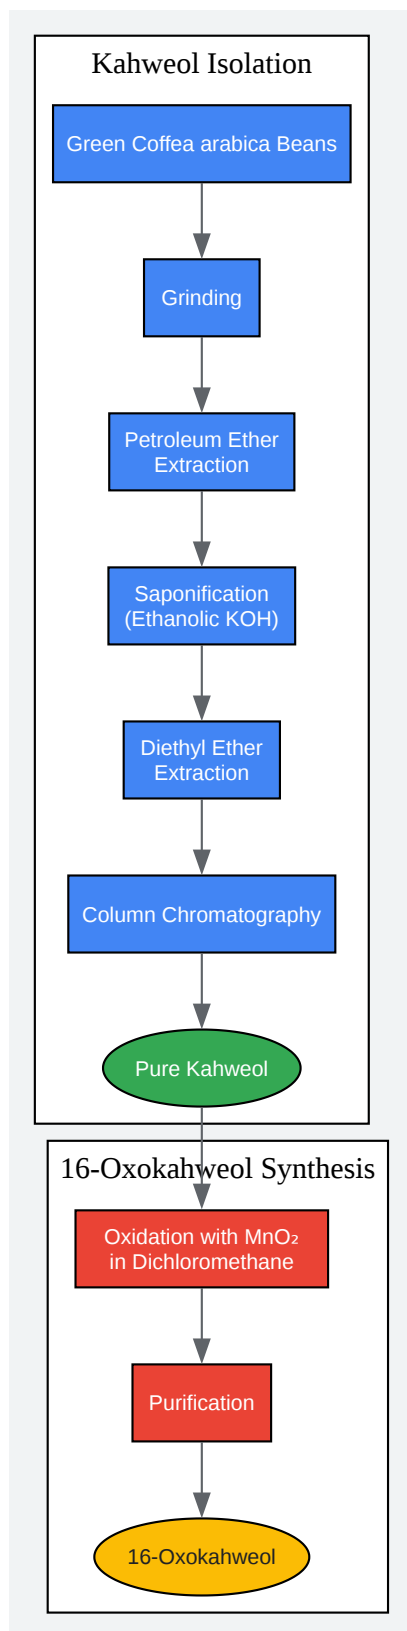 Kahweol Isolation
Green Coffea arabica Beans
Grinding
Petroleum Ether
Extraction
Saponification
(Ethanolic KOH)
Diethyl Ether
Extraction
Column Chromatography
Pure Kahweol
16-Oxokahweol Synthesis
Oxidation with MnO₂
in Dichloromethane
Purification
16-Oxokahweol